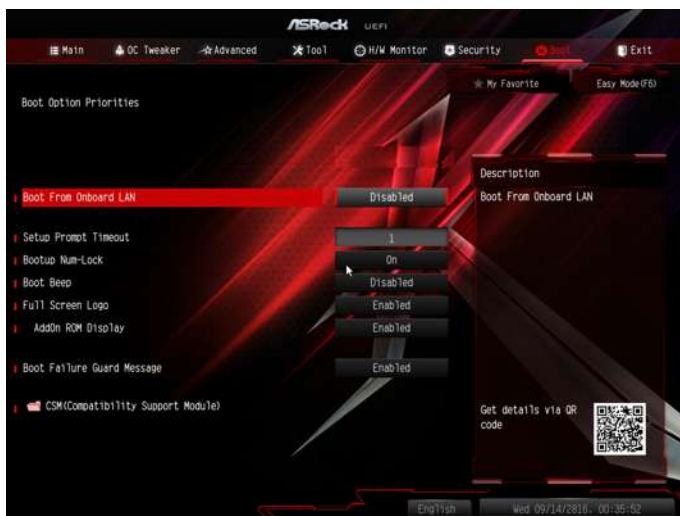 ASRock UEFI
Main OC Tweaker Advanced Tool H/W Monitor Security Boot Exit
My Favorite Easy Mode(F6)
Boot Option Priorities
Description
Boot From Onboard LAN Disabled
Boot From Onboard LAN
Setup Prompt Timeout 1
Bootup Num-Lock On
Boot Beep Disabled
Full Screen Logo Enabled
AddOn ROM Display Enabled
Boot Failure Guard Message Enabled
CSM(Compatibility Support Module)
Get details via QR
code
English Wed 09/14/2816. 00:35:52